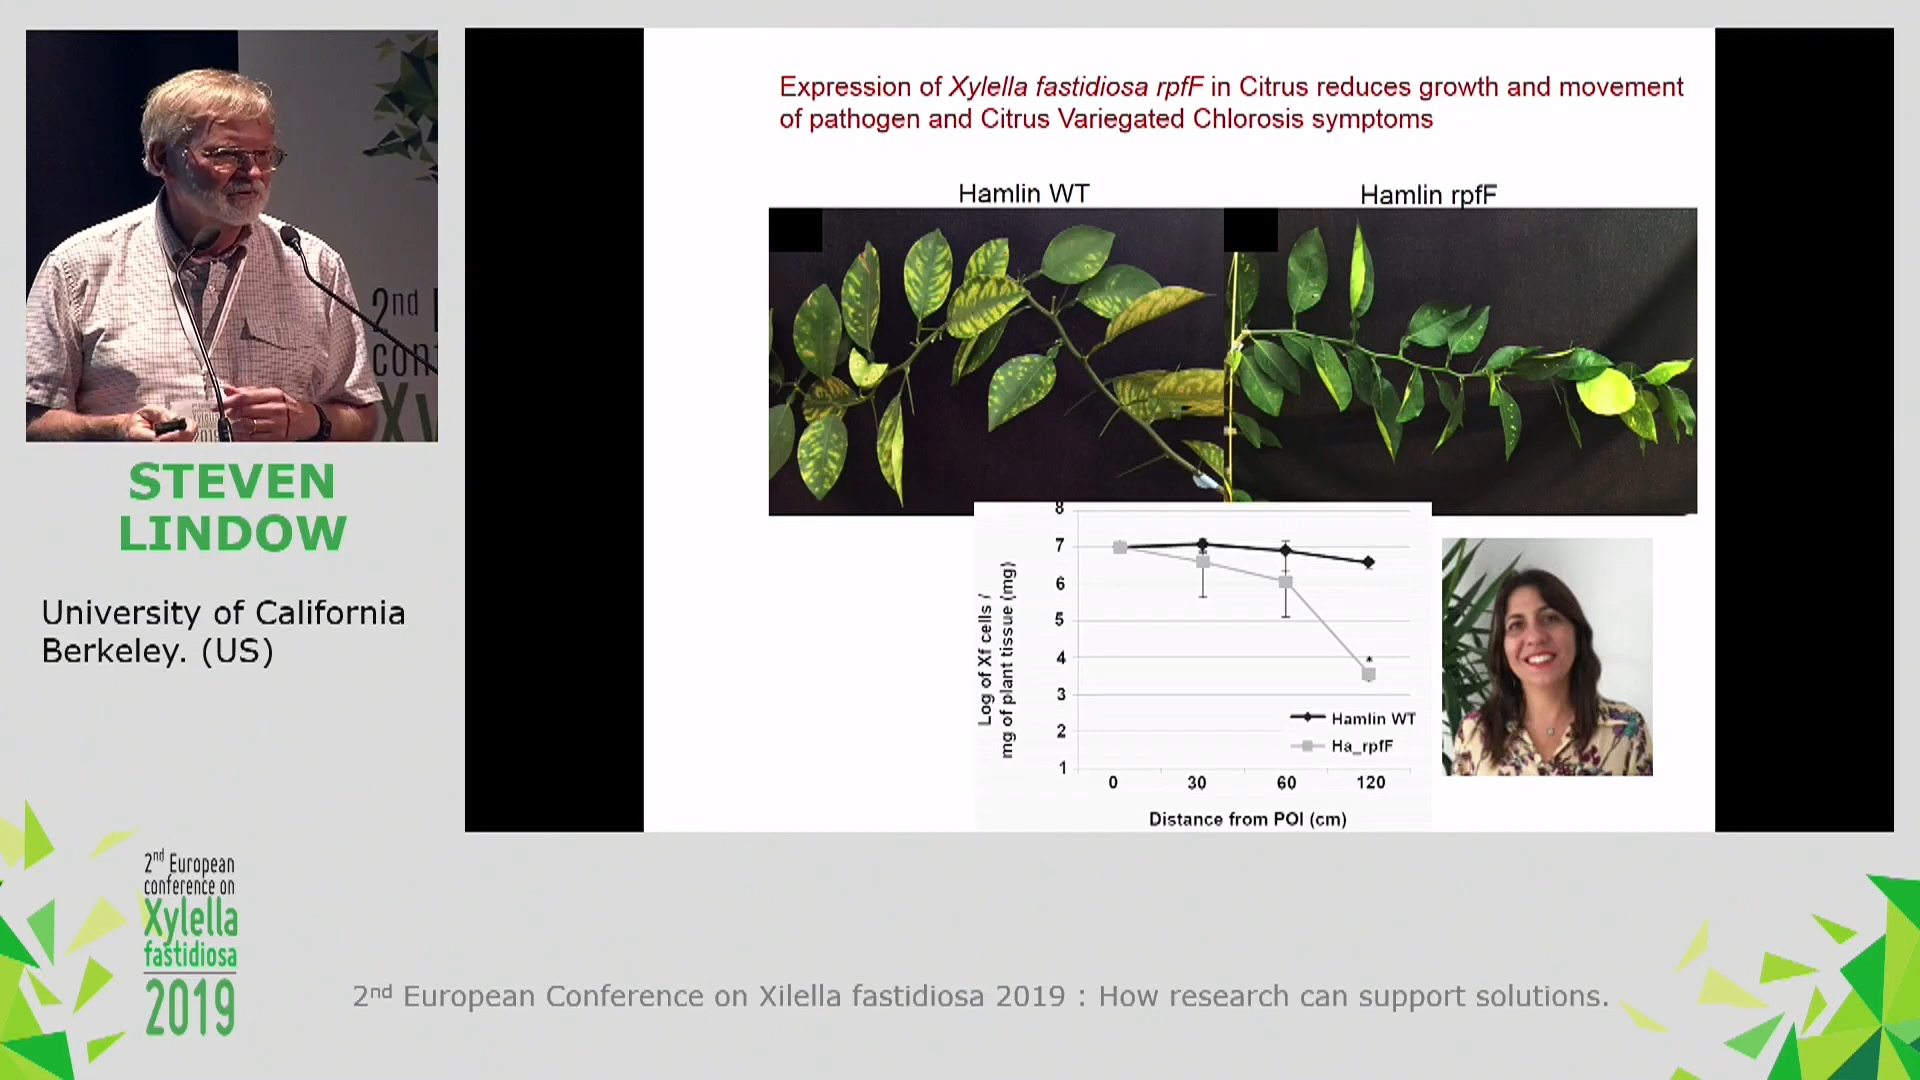 Expression of Xylella fastidiosa rpfF in Citrus reduces growth and movement
of pathogen and Citrus Variegated Chlorosis symptoms
Hamlin WT
Hamlin rpfF
2nd
con
Xy
STEVEN
LINDOW
University of California
Berkeley. (US)
8
7
6
5
4
3
2
1
Log of Xf cells /
mg of plant tissue (mg)
*
Hamlin WT
Ha_rpfF
0 30 60 120
Distance from POI (cm)
2nd European
conference on
Xylella
fastidiosa
2019
2nd European Conference on Xilella fastidiosa 2019 : How research can support solutions.